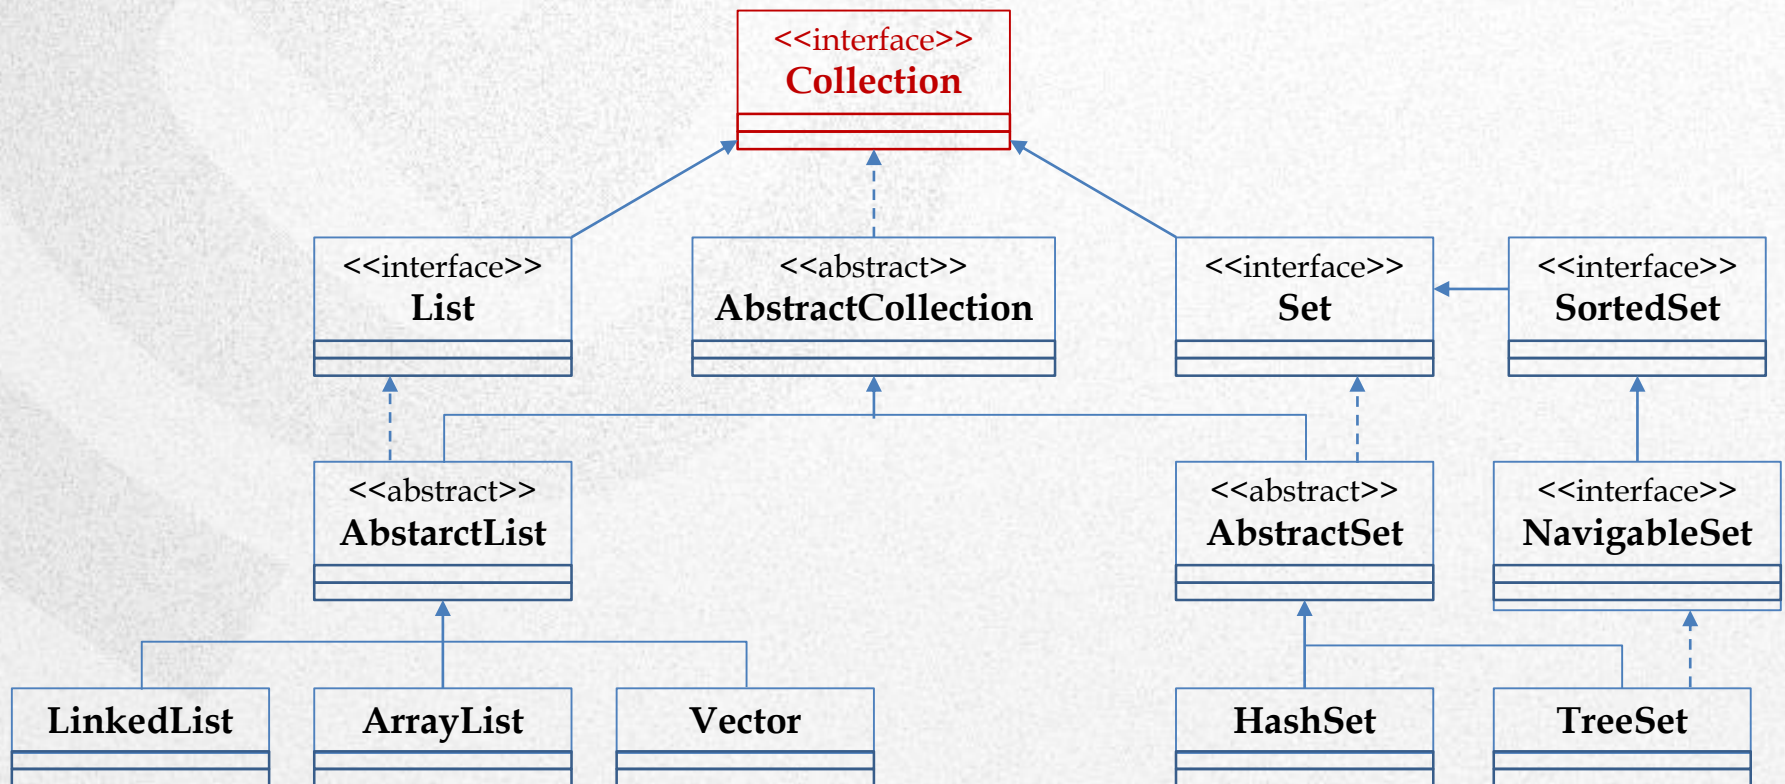 <<interface>>
Collection
<<interface>>
List
<<abstract>>
AbstractCollection
<<interface>>
Set
<<interface>>
SortedSet
<<abstract>>
AbstarctList
<<abstract>>
AbstractSet
<<interface>>
NavigableSet
LinkedList
ArrayList
Vector
HashSet
TreeSet